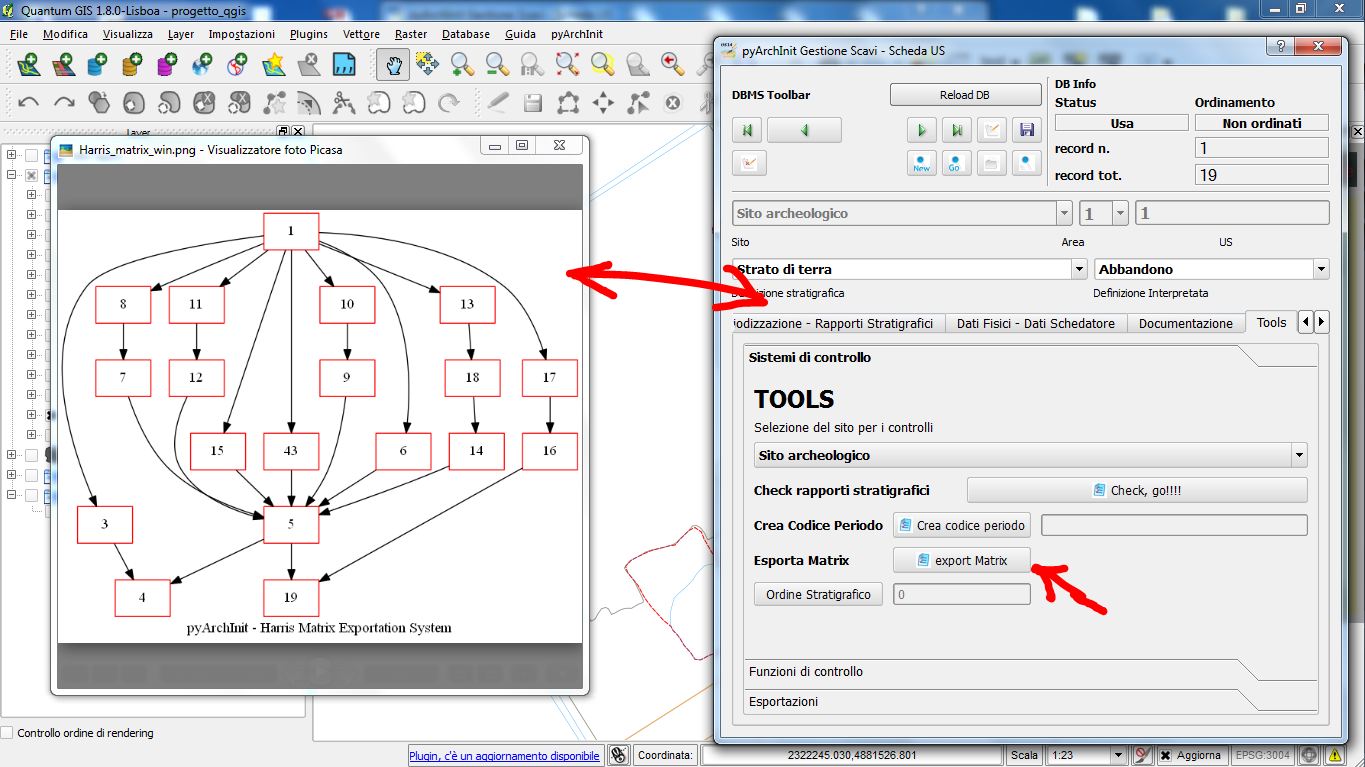 Quantum GIS 1.8.0-Lisboa - progetto_qgis
File Modifica Visualizza Layer Impostazioni Plugins Vettore Raster Database Guida pyArchInit
Layer
Harris_matrix_win.png - Visualizzatore foto Picasa
1
8 11 10 13
7 12 9 18 17
15 43 6 14 16
3 5
4 19
pyArchInit - Harris Matrix Exportation System
Controllo ordine di rendering
pyArchInit Gestione Scavi - Scheda US
DBMS Toolbar
Reload DB
DB Info
Status Ordinamento
Usa Non ordinati
record n. 1
record tot. 19
New Go
Sito archeologico 1 1
Sito Area US
Strato di terra Abbandono
zione stratigrafica Definizione Interpretata
iodizzazione - Rapporti Stratigrafici Dati Fisici - Dati Schedatore Documentazione Tools
Sistemi di controllo
TOOLS
Selezione del sito per i controlli
Sito archeologico
Check rapporti stratigrafici Check, go!!!!
Crea Codice Periodo Crea codice periodo
Esporta Matrix export Matrix
Ordine Stratigrafico 0
Funzioni di controllo
Esportazioni
Plugin, c'è un aggiornamento disponibile Coordinata: 2322245.030,4881526.801 Scala 1:23 Aggiorna EPSG:3004